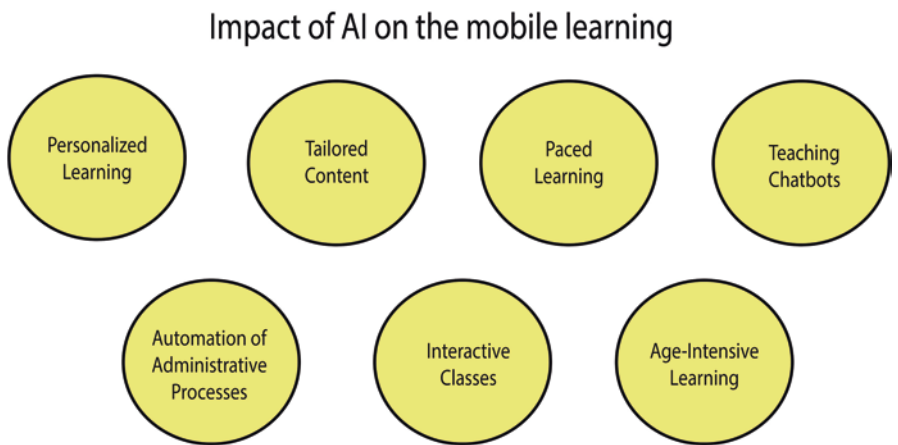 Impact of AI on the mobile learning
Personalized
Learning
Tailored
Content
Paced
Learning
Teaching
Chatbots
Automation of
Administrative
Processes
Interactive
Classes
Age-Intensive
Learning